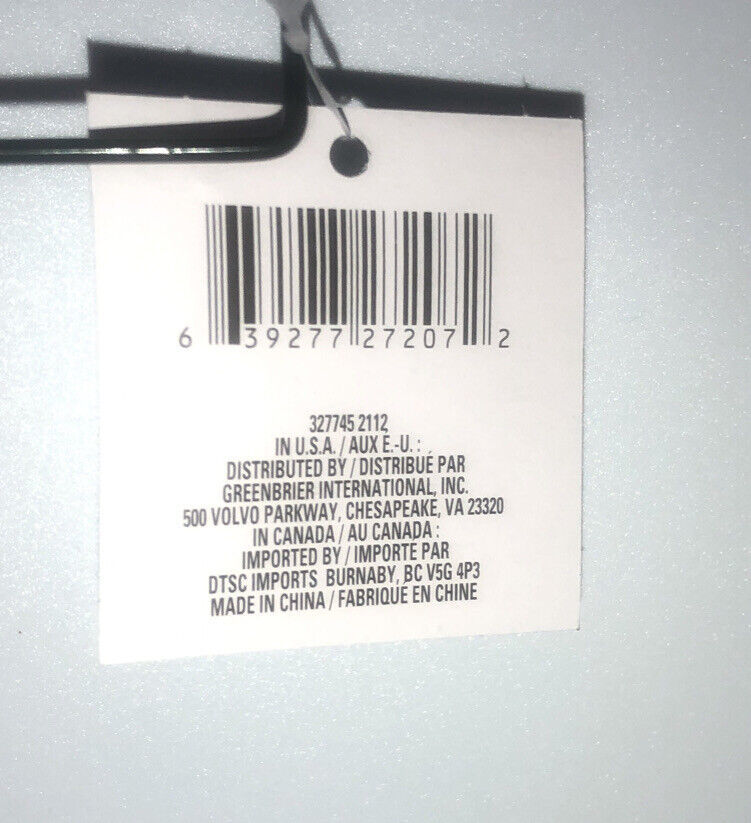 6 39277 27207 2
327745 2112
IN U.S.A. / AUX É.-U. :
DISTRIBUTED BY / DISTRIBUÉ PAR
GREENBRIER INTERNATIONAL, INC.
500 VOLVO PARKWAY, CHESAPEAKE, VA 23320
IN CANADA / AU CANADA :
IMPORTED BY / IMPORTÉ PAR
DTSC IMPORTS BURNABY, BC V5G 4P3
MADE IN CHINA / FABRIQUÉ EN CHINE